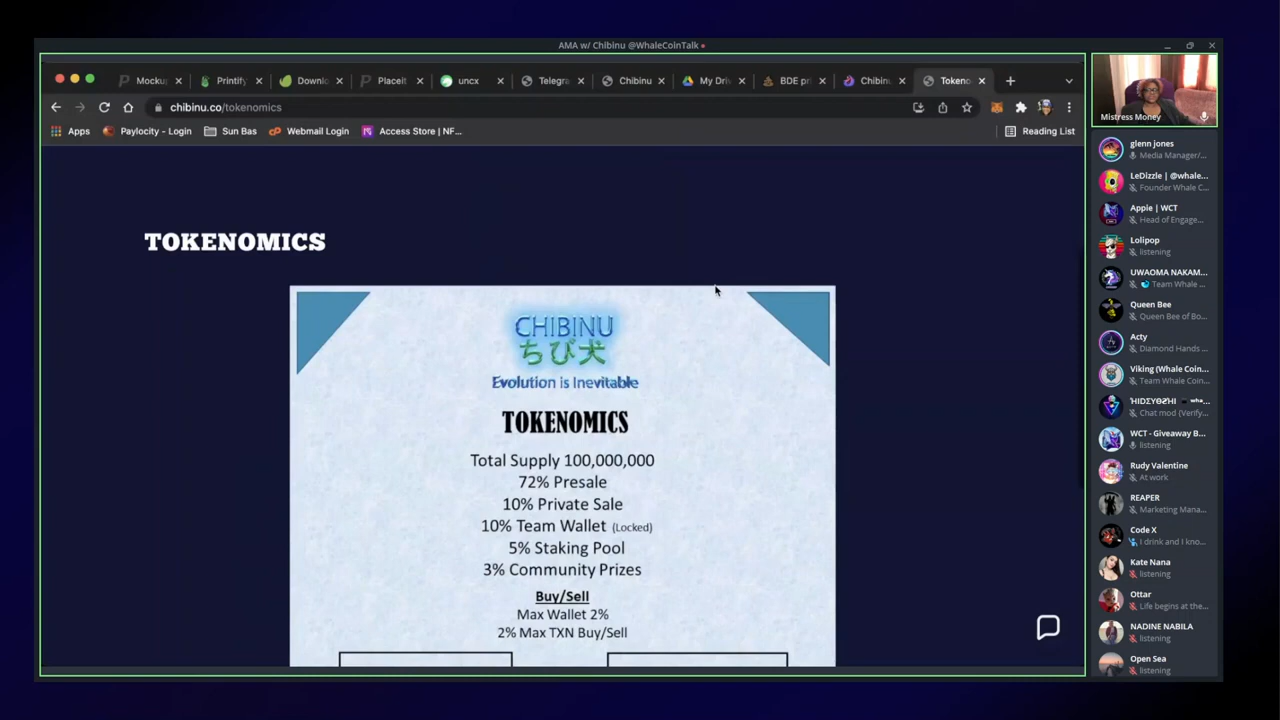 AMA w/ Chibinu @WhaleCoinTalk
Mockup
Printify
Downlo
PlaceIt
uncx
Telegra
Chibinu
My Driv
BDE pr
Chibin
Tokeno
chibinu.co/tokenomics
Apps
Paylocity - Login
Sun Bas
Webmail Login
Access Store | NF...
Reading List
TOKENOMICS
CHIBINU
ちび犬
Evolution is Inevitable
TOKENOMICS
Total Supply 100,000,000
72% Presale
10% Private Sale
10% Team Wallet (Locked)
5% Staking Pool
3% Community Prizes
Buy/Sell
Max Wallet 2%
2% Max TXN Buy/Sell
Mistress Money
glenn jones
Media Manager/...
LeDizzle | @whale...
Founder Whale C...
Apple | WCT
Head of Engage...
Lolipop
listening
UWAOMA NAKAM...
Team Whale ...
Queen Bee
Queen Bee of Bo...
Acty
Diamond Hands ...
Viking (Whale Coin...
Team Whale Coin...
Chat mod (Verify...
WCT - Giveaway B...
listening
Rudy Valentine
At work
REAPER
Marketing Mana...
Code X
I drink and I kno...
Kate Nana
listening
Ottar
Life begins at the...
NADINE NABILA
listening
Open Sea
listening